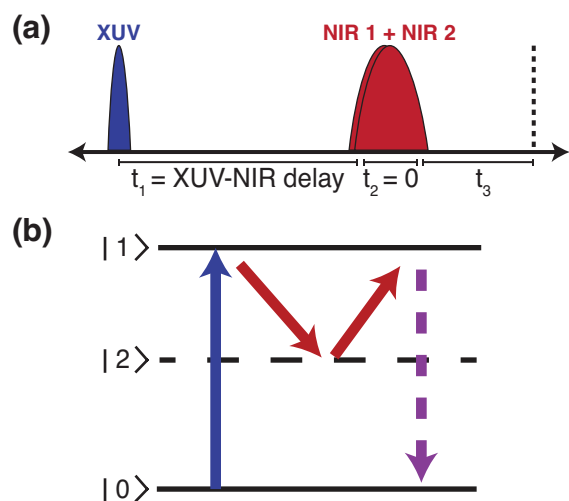 (a)
XUV
NIR 1 + NIR 2
t₁ = XUV-NIR delay
t₂ = 0
t₃
(b)
| 1 ⟩
| 2 ⟩
| 0 ⟩